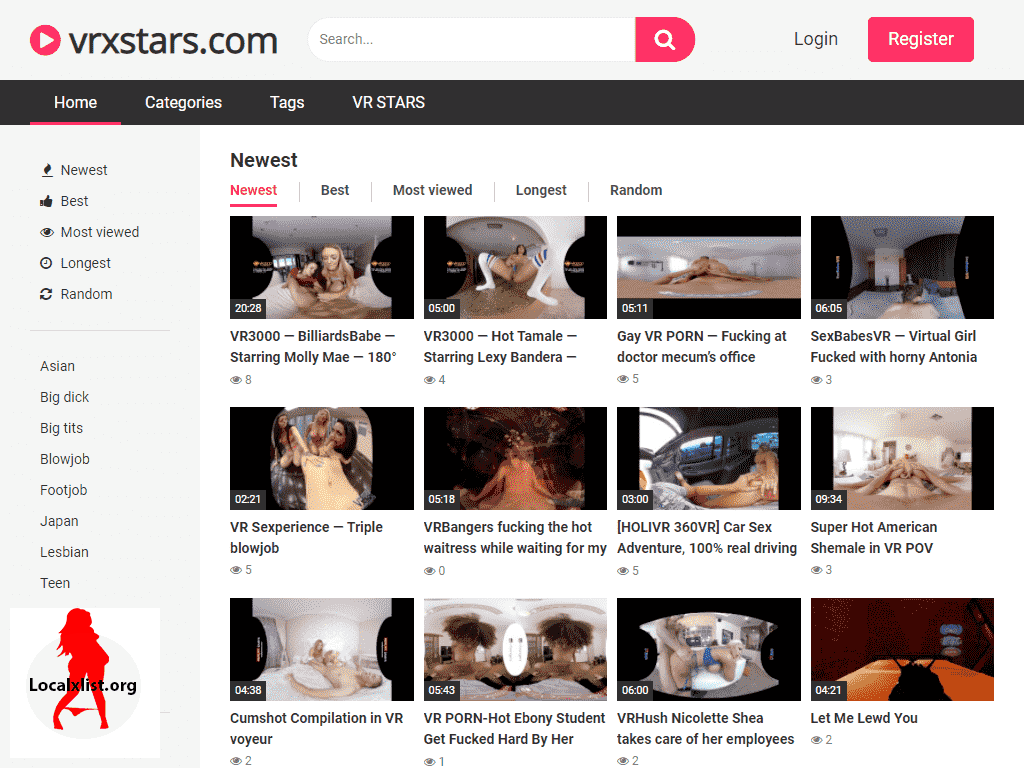 vrxstars.com
Search...
Login
Register
Home
Categories
Tags
VR STARS
Newest
Best
Most viewed
Longest
Random
Asian
Big dick
Big tits
Blowjob
Footjob
Japan
Lesbian
Teen
Localxlist.org
Newest
Newest
Best
Most viewed
Longest
Random
20:28
VR3000 — BilliardsBabe —
Starring Molly Mae — 180°
8
05:00
VR3000 — Hot Tamale —
Starring Lexy Bandera —
4
05:11
Gay VR PORN — Fucking at
doctor mecum's office
5
06:05
SexBabesVR — Virtual Girl
Fucked with horny Antonia
3
02:21
VR Sexperience — Triple
blowjob
5
05:18
VRBangers fucking the hot
waitress while waiting for my
0
03:00
[HOLIVR 360VR] Car Sex
Adventure, 100% real driving
5
09:34
Super Hot American
Shemale in VR POV
3
04:38
Cumshot Compilation in VR
voyeur
2
05:43
VR PORN-Hot Ebony Student
Get Fucked Hard By Her
1
06:00
VRHush Nicolette Shea
takes care of her employees
2
04:21
Let Me Lewd You
2